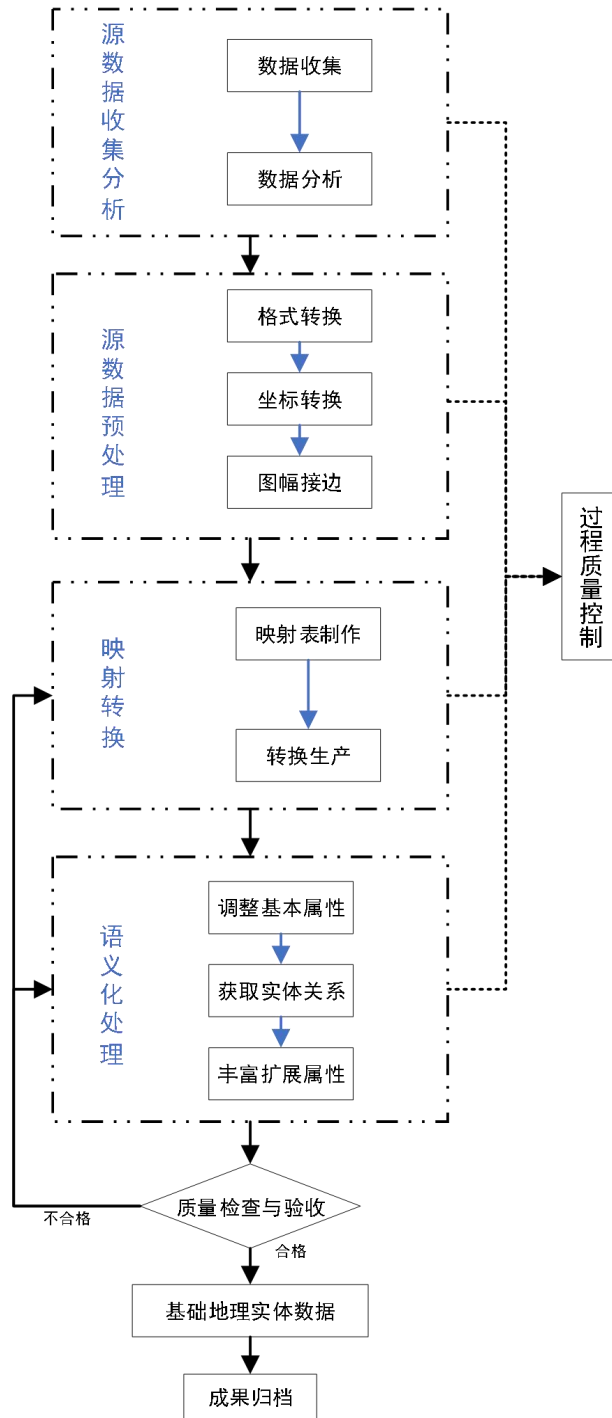 源数据收集分析
数据收集
数据分析
源数据预处理
格式转换
坐标转换
图幅接边
过程质量控制
映射转换
映射表制作
转换生产
语义化处理
调整基本属性
获取实体关系
丰富扩展属性
质量检查与验收
不合格
合格
基础地理实体数据
成果归档